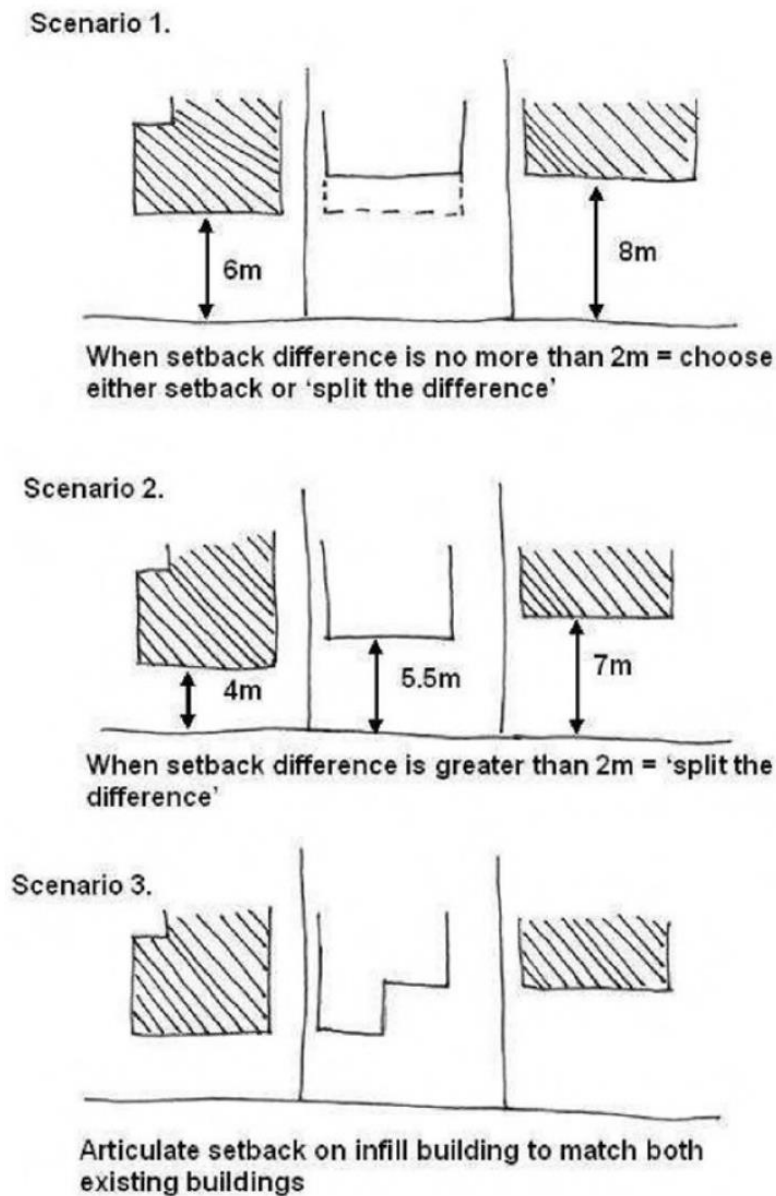 Scenario 1.
6m
8m
When setback difference is no more than 2m = choose
either setback or ‘split the difference’
Scenario 2.
4m
5.5m
7m
When setback difference is greater than 2m = ‘split the
difference’
Scenario 3.
Articulate setback on infill building to match both
existing buildings